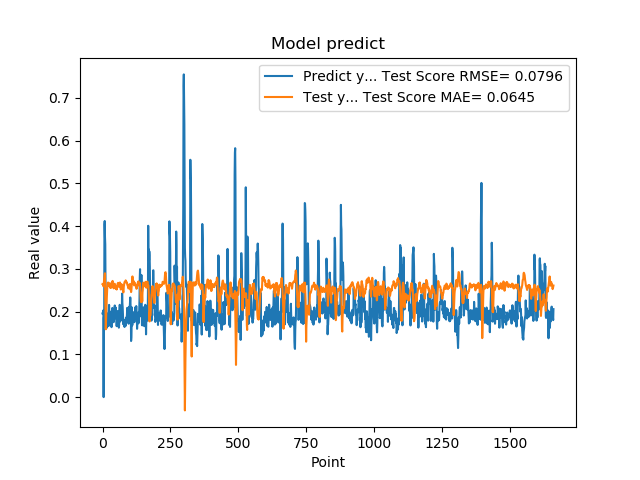 Model predict
Predict y... Test Score RMSE= 0.0796
Test y... Test Score MAE= 0.0645
Real value
0.7
0.6
0.5
0.4
0.3
0.2
0.1
0.0
0 250 500 750 1000 1250 1500
Point